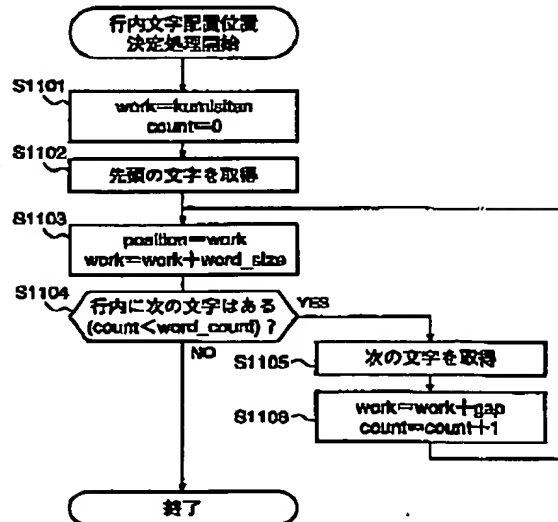 行内文字配置位置
決定処理開始
S1101
work=kumisitan
count=0
S1102
先頭の文字を取得
S1103
position=work
work=work+word_size
S1104
行内に次の文字はある
(count<word_count)?
YES
NO
S1105
次の文字を取得
S1106
work=work+gap
count=count+1
終了